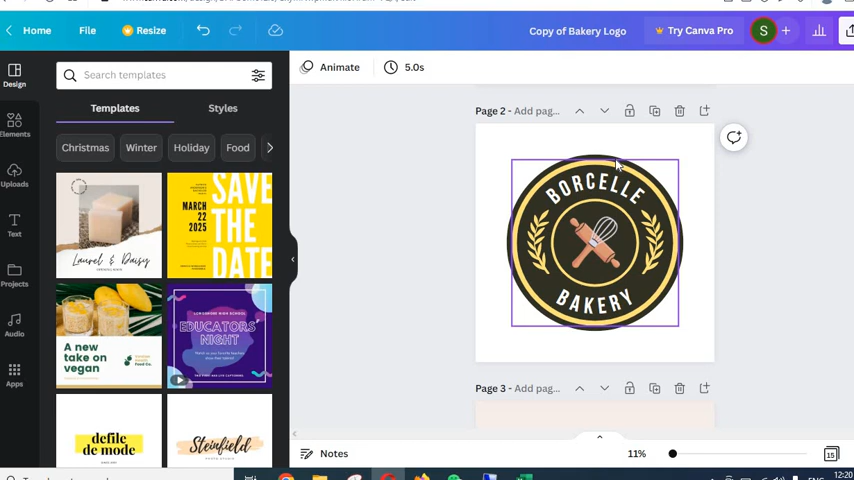 Home
File
Resize
Copy of Bakery Logo
Try Canva Pro
S
Design
Elements
Uploads
Text
Projects
Audio
Apps
Search templates
Templates
Styles
Christmas
Winter
Holiday
Food
Laurel & Daisy
MARCH
22
2025
SAVE
THE
DATE
A new
take on
vegan
EDUCATORS'
NIGHT
defile
de mode
Steinfield
Animate
5.0s
Page 2 - Add pag...
BORCELLE
BAKERY
Page 3 - Add pag...
Notes
11%
15
12:20